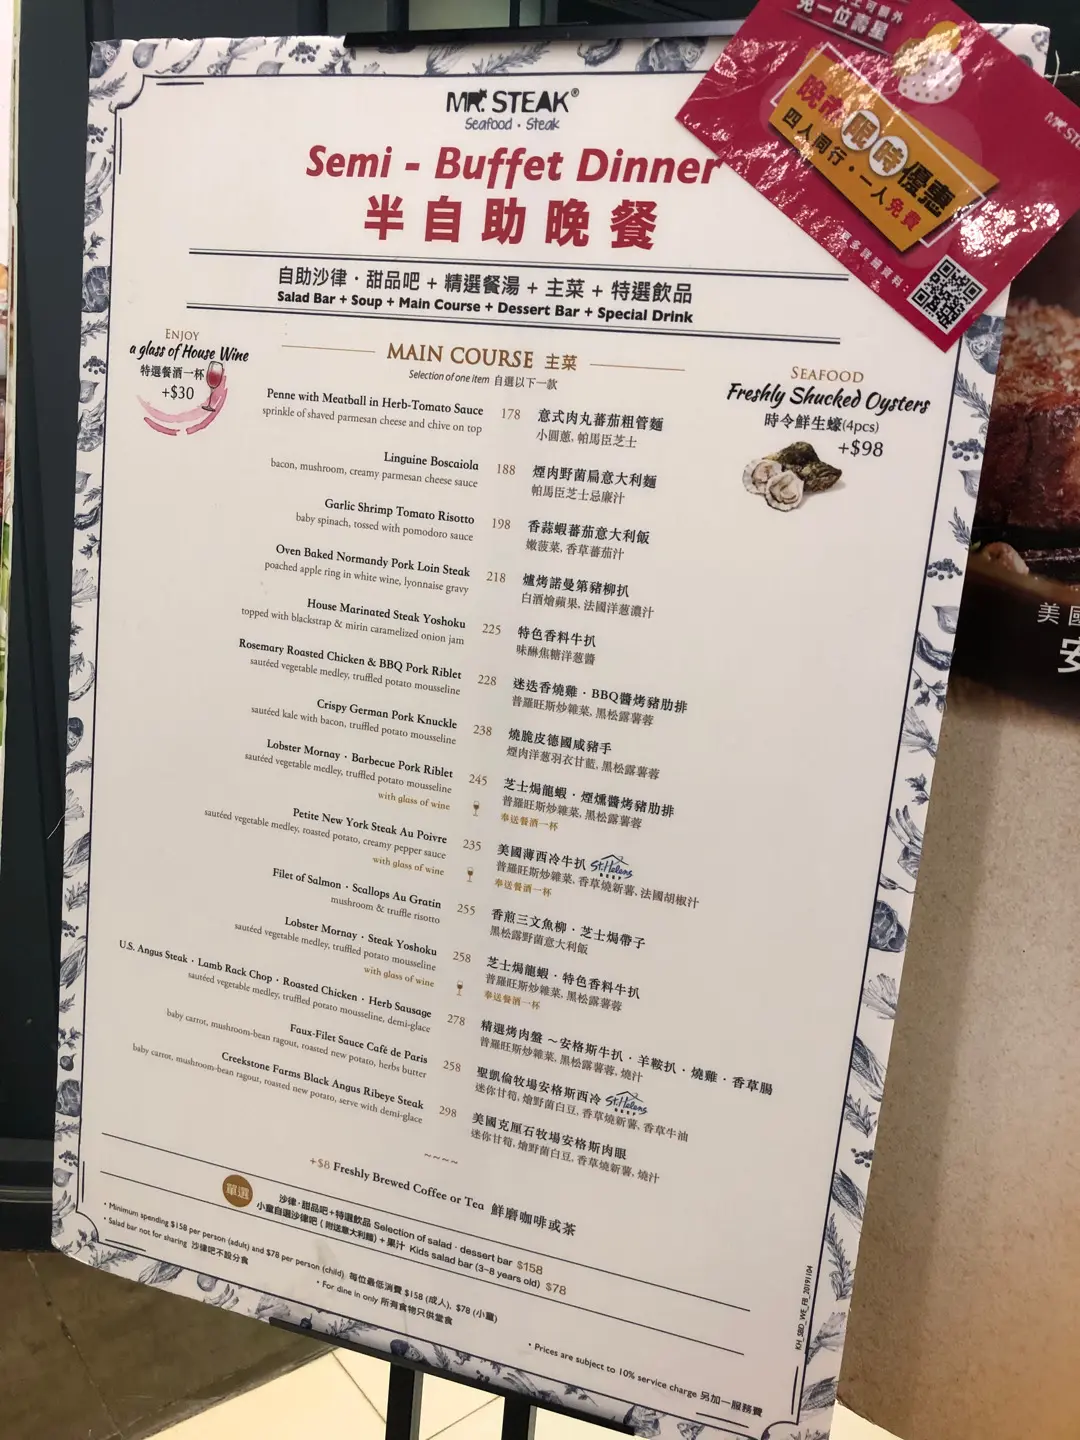 免一位壽星
晚市限時優惠
四人同行・一人免費
MR. STEAK®
Seafood · Steak
Semi - Buffet Dinner
半自助晚餐
自助沙律・甜品吧 + 精選餐湯 + 主菜 + 特選飲品
Salad Bar + Soup + Main Course + Dessert Bar + Special Drink
ENJOY
a glass of House Wine
特選餐酒一杯
+$30
MAIN COURSE 主菜
Selection of one item 自選以下一款
SEAFOOD
Freshly Shucked Oysters
時令鮮生蠔(4pcs)
+$98
Penne with Meatball in Herb-Tomato Sauce 178 意式肉丸蕃茄粗管麵
sprinkle of shaved parmesan cheese and chive on top 小圓蔥, 帕馬臣芝士
Linguine Boscaiola 188 煙肉野菌扁意大利麵
bacon, mushroom, creamy parmesan cheese sauce 帕馬臣芝士忌廉汁
Garlic Shrimp Tomato Risotto 198 香蒜蝦蕃茄意大利飯
baby spinach, tossed with pomodoro sauce 嫩菠菜, 香草蕃茄汁
Oven Baked Normandy Pork Loin Steak 218 爐烤諾曼第豬柳扒
poached apple ring in white wine, lyonnaise gravy 白酒燴蘋果, 法國洋蔥濃汁
House Marinated Steak Yoshoku 225 特色香料牛扒
topped with blackstrap & mirin caramelized onion jam 味醂焦糖洋蔥醬
Rosemary Roasted Chicken & BBQ Pork Riblet 228 迷迭香燒雞・BBQ醬烤豬肋排
sautéed vegetable medley, truffled potato mousseline 普羅旺斯炒雜菜, 黑松露薯蓉
Crispy German Pork Knuckle 238 燒脆皮德國咸豬手
sautéed kale with bacon, truffled potato mousseline 煙肉洋蔥羽衣甘藍, 黑松露薯蓉
Lobster Mornay · Barbecue Pork Riblet 245 芝士焗龍蝦・煙燻醬烤豬肋排
sautéed vegetable medley, truffled potato mousseline 普羅旺斯炒雜菜, 黑松露薯蓉
with glass of wine 奉送餐酒一杯
Petite New York Steak Au Poivre 235 美國薄西冷牛扒 St.Helens BEEF
sautéed vegetable medley, roasted potato, creamy pepper sauce 普羅旺斯炒雜菜, 香草燒新薯, 法國胡椒汁
with glass of wine 奉送餐酒一杯
Filet of Salmon · Scallops Au Gratin 255 香煎三文魚柳・芝士焗帶子
mushroom & truffle risotto 黑松露野菌意大利飯
Lobster Mornay · Steak Yoshoku 258 芝士焗龍蝦・特色香料牛扒
sautéed vegetable medley, truffled potato mousseline 普羅旺斯炒雜菜, 黑松露薯蓉
with glass of wine 奉送餐酒一杯
U.S. Angus Steak · Lamb Rack Chop · Roasted Chicken · Herb Sausage 278 精選烤肉盤 ～安格斯牛扒・羊鞍扒・燒雞・香草腸
sautéed vegetable medley, truffled potato mousseline, demi-glace 普羅旺斯炒雜菜, 黑松露薯蓉, 燒汁
Faux-Filet Sauce Café de Paris 258 聖凱倫牧場安格斯西冷 St.Helens BEEF
baby carrot, mushroom-bean ragout, roasted new potato, herbs butter 迷你甘筍, 燴野菌白豆, 香草燒新薯, 香草牛油
Creekstone Farms Black Angus Ribeye Steak 298 美國克厘石牧場安格斯肉眼
baby carrot, mushroom-bean ragout, roasted new potato, serve with demi-glace 迷你甘筍, 燴野菌白豆, 香草燒新薯, 燒汁
~~~~
+$8 Freshly Brewed Coffee or Tea 鮮磨咖啡或茶
單選
沙律・甜品吧+特選飲品 Selection of salad · dessert bar $158
小童自選沙律吧 (附送意大利麵) + 果汁 Kids salad bar (3~8 years old) $78
• Minimum spending $158 per person (adult) and $78 per person (child) 每位最低消費 $158 (成人), $78 (小童)
• Salad bar not for sharing 沙律吧不設分食
• For dine in only 所有食物只供堂食
• Prices are subject to 10% service charge 另加一服務費
KH_SBD_WE_FB_20191104
美國